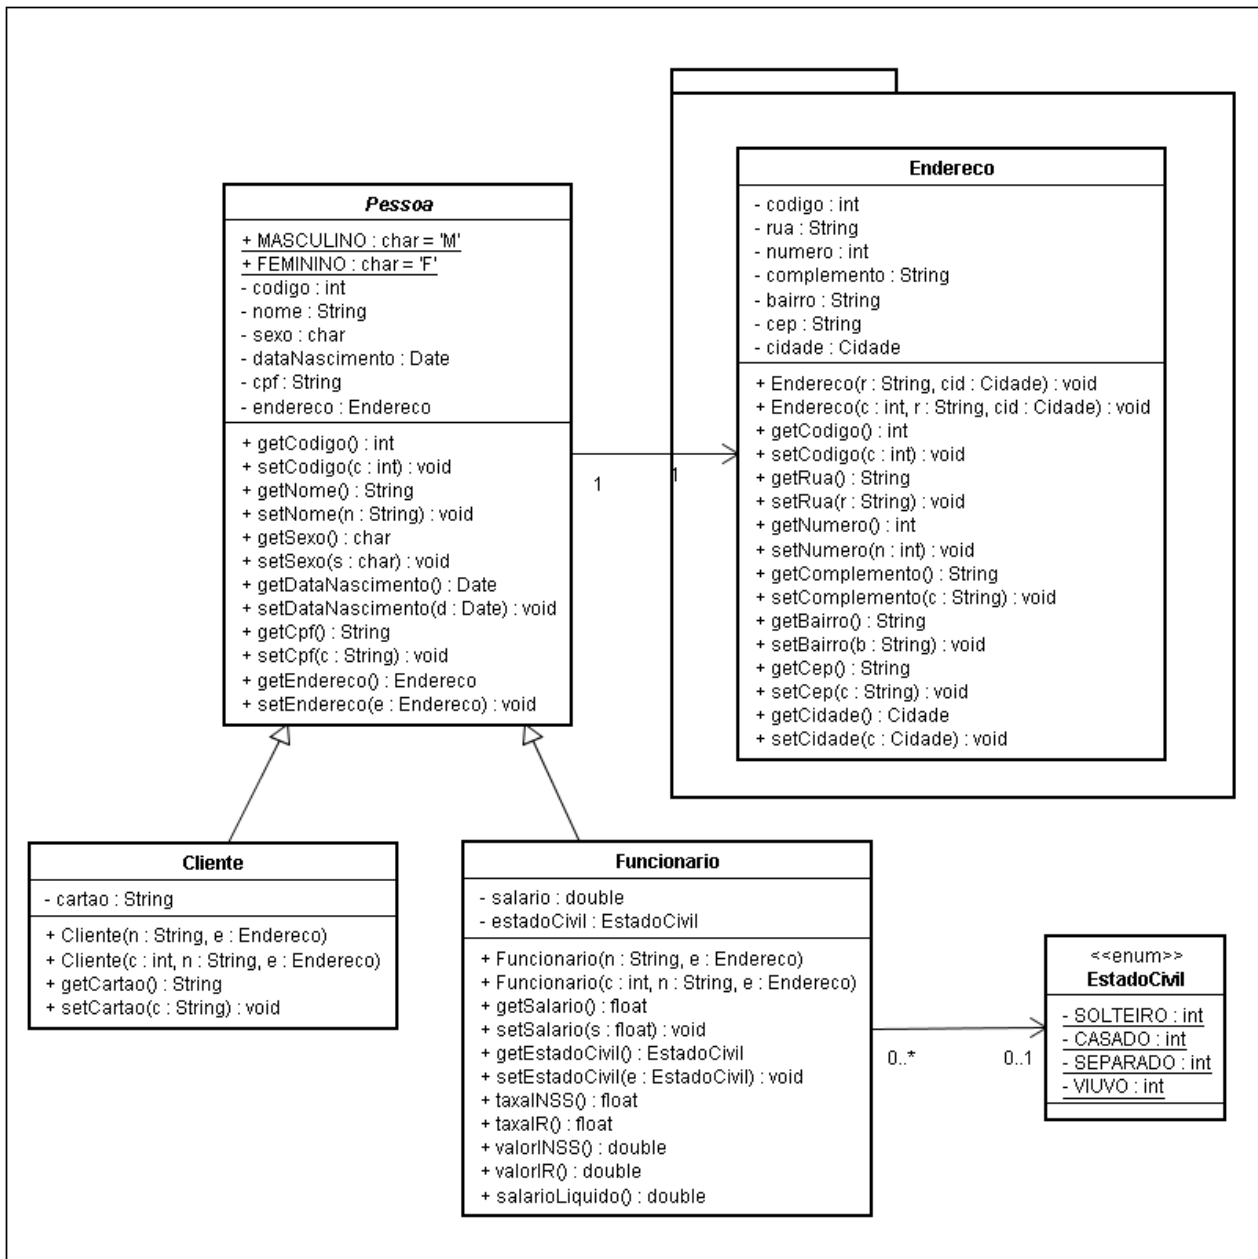 Pessoa
+ MASCULINO : char = 'M'
+ FEMININO : char = 'F'
- codigo : int
- nome : String
- sexo : char
- dataNascimento : Date
- cpf : String
- endereco : Endereco
+ getCodigo() : int
+ setCodigo(c : int) : void
+ getNome() : String
+ setNome(n : String) : void
+ getSexo() : char
+ setSexo(s : char) : void
+ getDataNascimento() : Date
+ setDataNascimento(d : Date) : void
+ getCpf() : String
+ setCpf(c : String) : void
+ getEndereco() : Endereco
+ setEndereco(e : Endereco) : void
1
1
Endereco
- codigo : int
- rua : String
- numero : int
- complemento : String
- bairro : String
- cep : String
- cidade : Cidade
+ Endereco(r : String, cid : Cidade) : void
+ Endereco(c : int, r : String, cid : Cidade) : void
+ getCodigo() : int
+ setCodigo(c : int) : void
+ getRua() : String
+ setRua(r : String) : void
+ getNumero() : int
+ setNumero(n : int) : void
+ getComplemento() : String
+ setComplemento(c : String) : void
+ getBairro() : String
+ setBairro(b : String) : void
+ getCep() : String
+ setCep(c : String) : void
+ getCidade() : Cidade
+ setCidade(c : Cidade) : void
Cliente
- cartao : String
+ Cliente(n : String, e : Endereco)
+ Cliente(c : int, n : String, e : Endereco)
+ getCartao() : String
+ setCartao(c : String) : void
Funcionario
- salario : double
- estadoCivil : EstadoCivil
+ Funcionario(n : String, e : Endereco)
+ Funcionario(c : int, n : String, e : Endereco)
+ getSalario() : float
+ setSalario(s : float) : void
+ getEstadoCivil() : EstadoCivil
+ setEstadoCivil(e : EstadoCivil) : void
+ taxaINSS() : float
+ taxaIR() : float
+ valorINSS() : double
+ valorIR() : double
+ salarioLiquido() : double
0..*
0..1
<<enum>>
EstadoCivil
- SOLTEIRO : int
- CASADO : int
- SEPARADO : int
- VIUVO : int